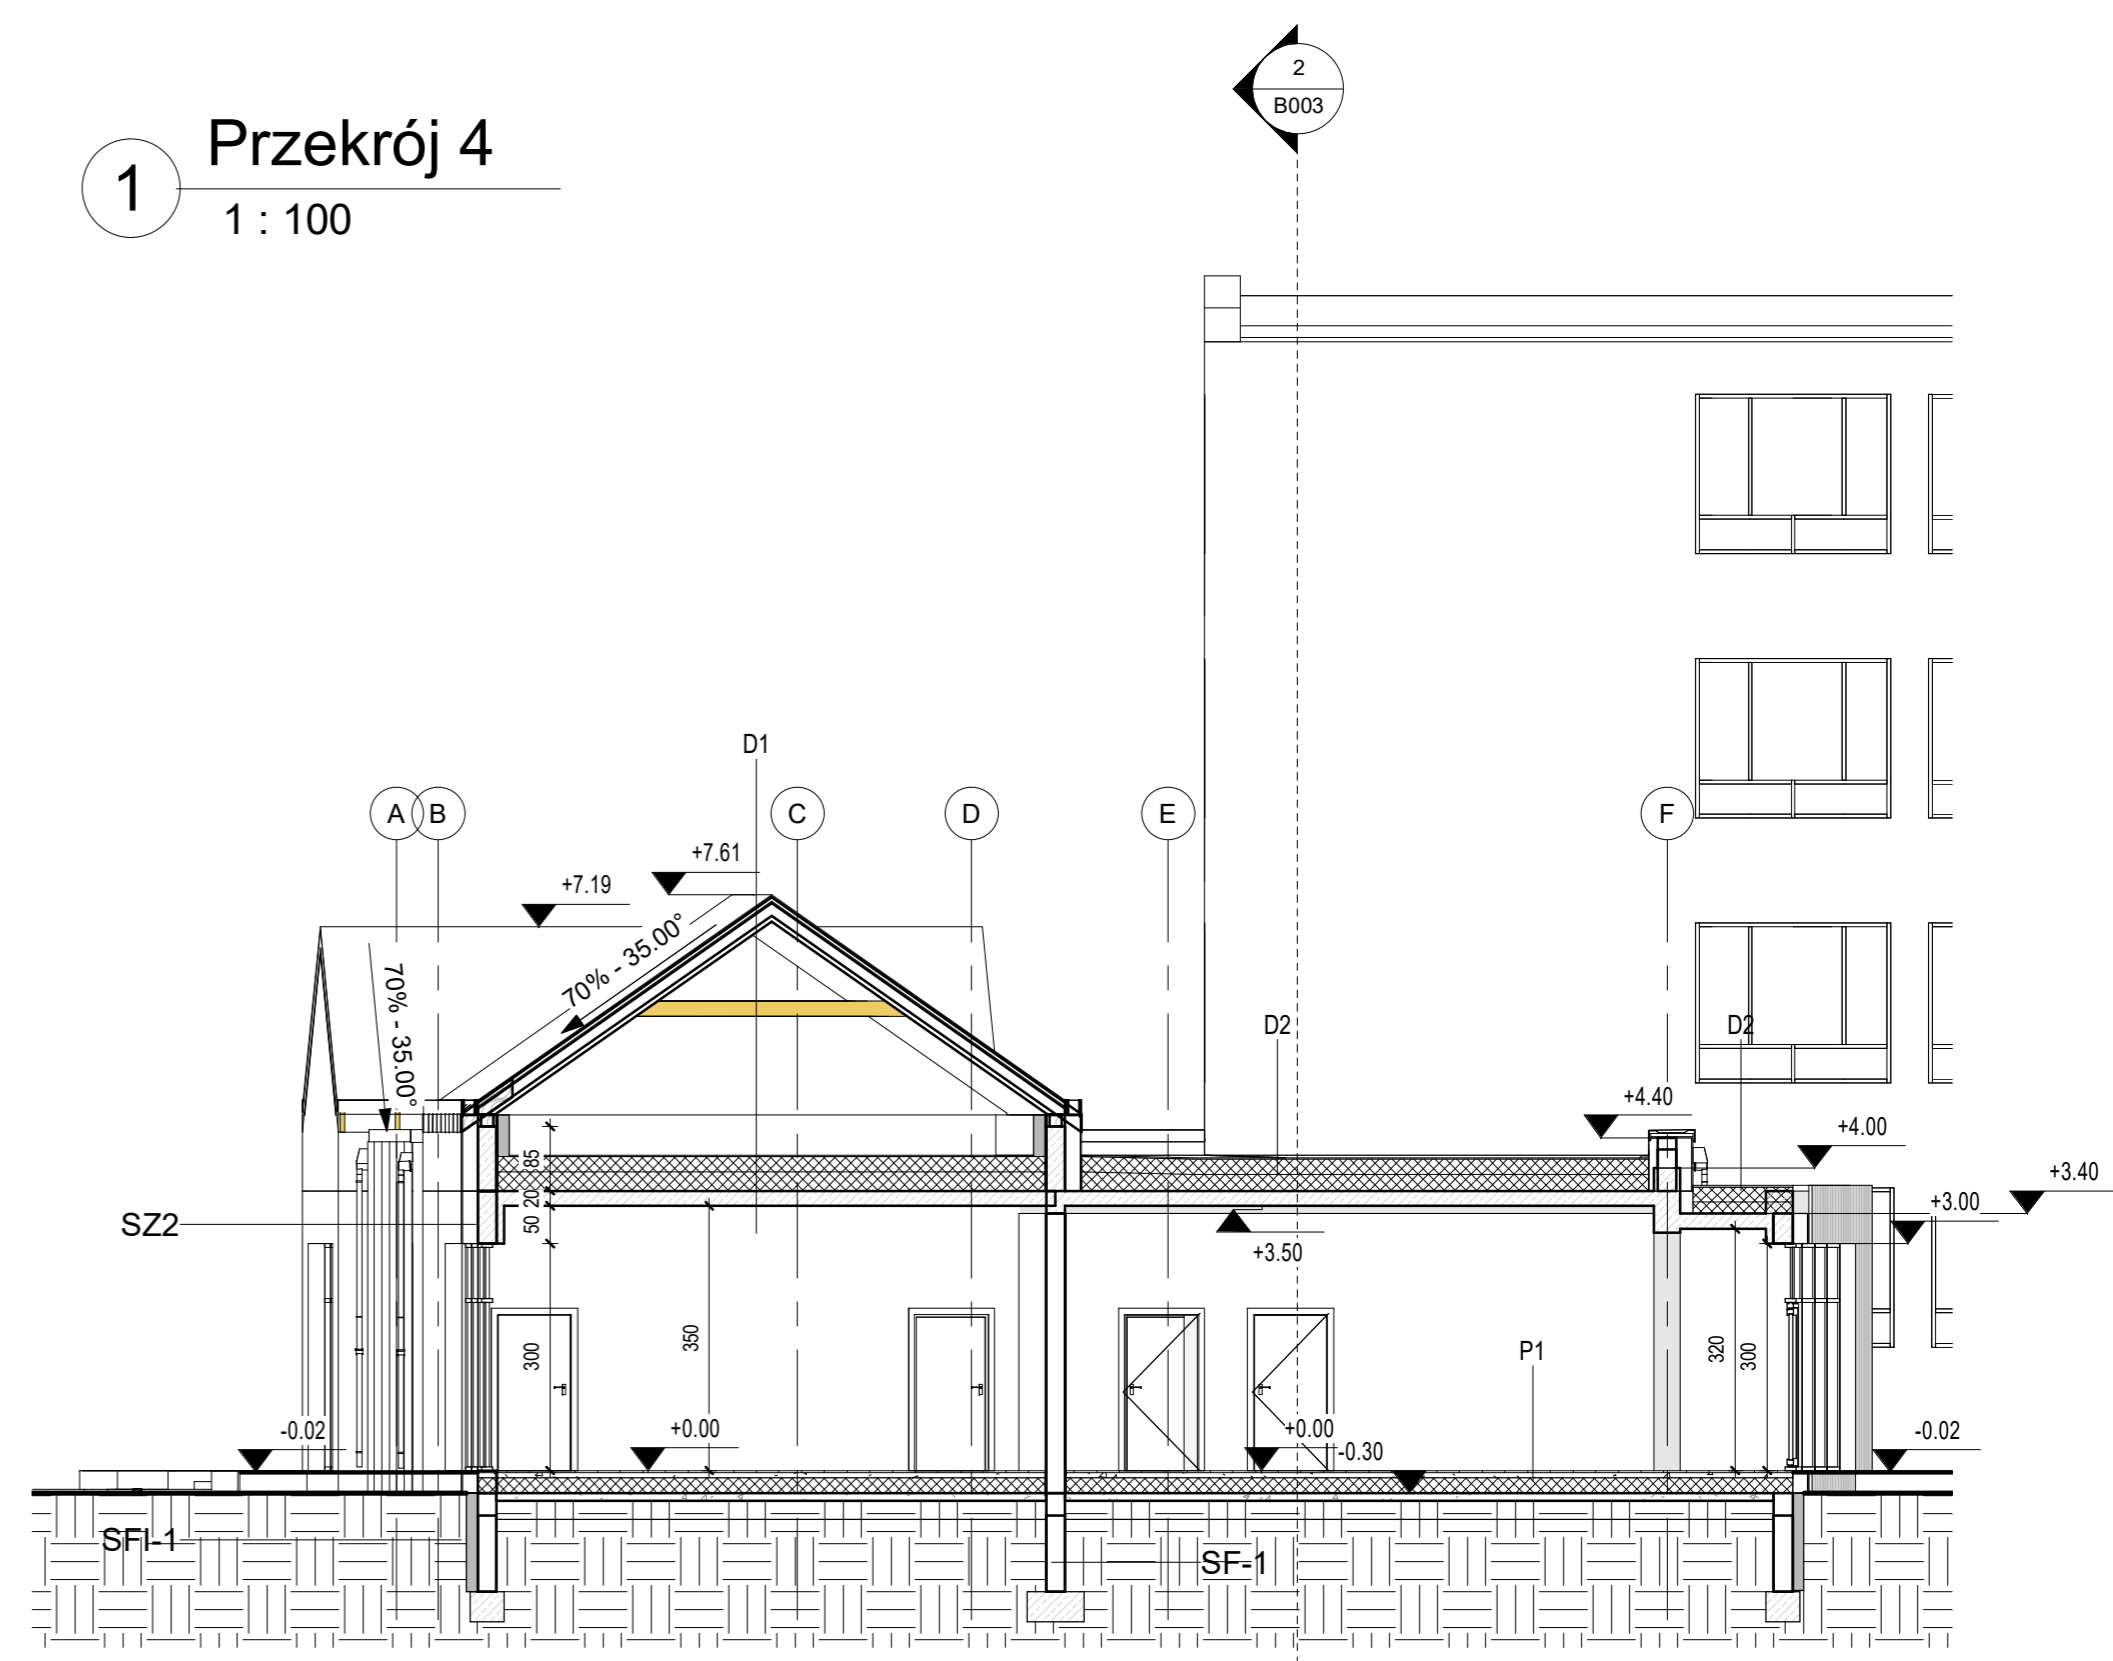 2
B003
1
Przekrój 4
1 : 100
D1
A
B
C
D
E
F
+7.61
+7.19
70% - 35.00°
70% - 35.00°
D2
D2
+4.40
+4.00
+3.40
+3.00
85
20
50
SZ2
+3.50
300
350
320
300
P1
-0.02
+0.00
+0.00
-0.30
-0.02
SFI-1
SF-1